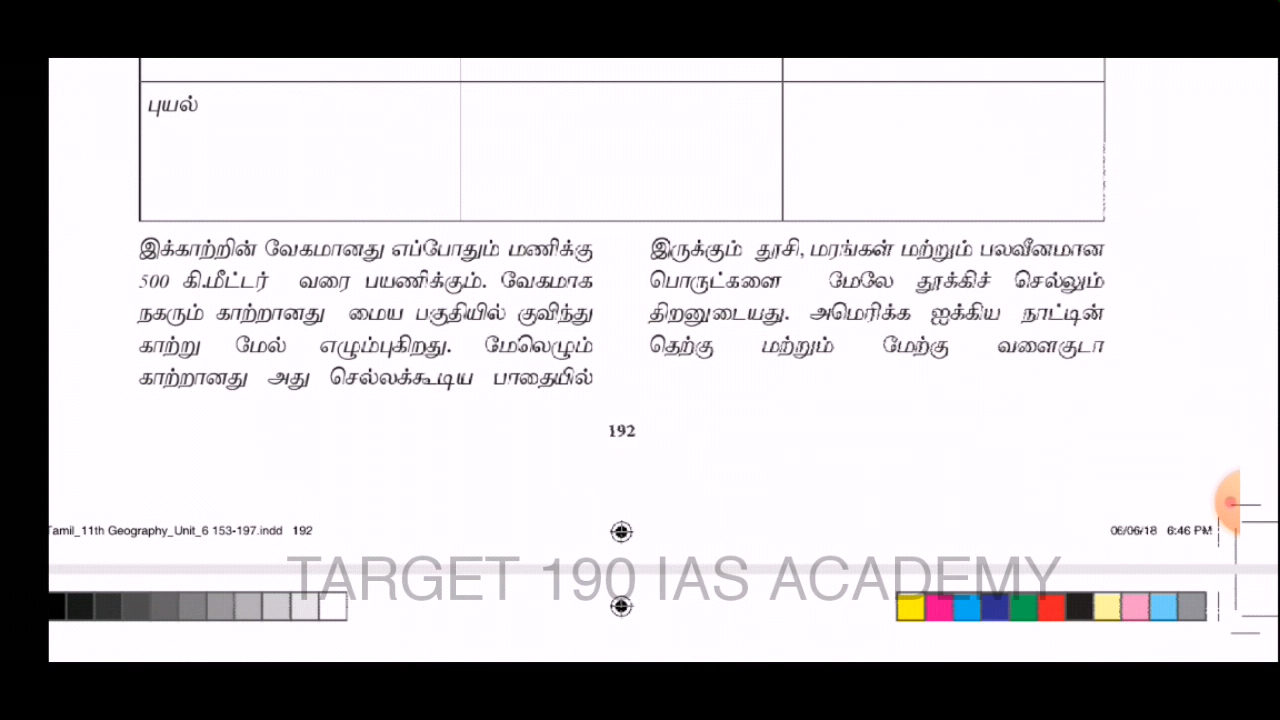 புயல்
இக்காற்றின் வேகமானது எப்போதும் மணிக்கு
500 கி.மீட்டர் வரை பயணிக்கும். வேகமாக
நகரும் காற்றானது மைய பகுதியில் குவிந்து
காற்று மேல் எழும்புகிறது. மேலெழும்
காற்றானது அது செல்லக்கூடிய பாதையில்
இருக்கும் தூசி, மரங்கள் மற்றும் பலவீனமான
பொருட்களை மேலே தூக்கிச் செல்லும்
திறனுடையது. அமெரிக்க ஐக்கிய நாட்டின்
தெற்கு மற்றும் மேற்கு வளைகுடா
192
Tamil_11th Geography_Unit_6 153-197.indd 192
06/06/18 6:46 PM
TARGET 190 IAS ACADEMY